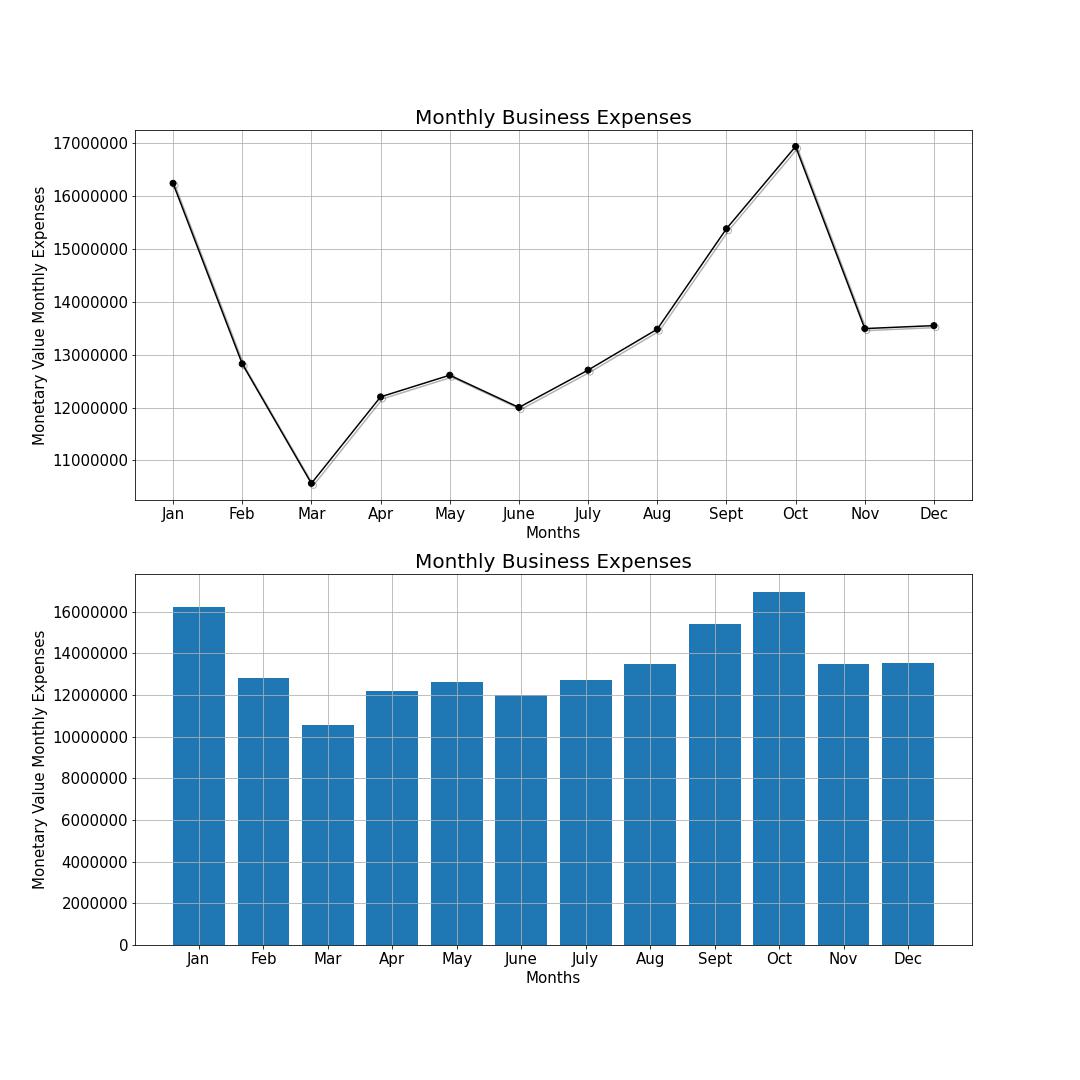 Monthly Business Expenses
Monetary Value Monthly Expenses
17000000
16000000
15000000
14000000
13000000
12000000
11000000
Jan Feb Mar Apr May June July Aug Sept Oct Nov Dec
Months
Monthly Business Expenses
Monetary Value Monthly Expenses
16000000
14000000
12000000
10000000
8000000
6000000
4000000
2000000
0
Jan Feb Mar Apr May June July Aug Sept Oct Nov Dec
Months